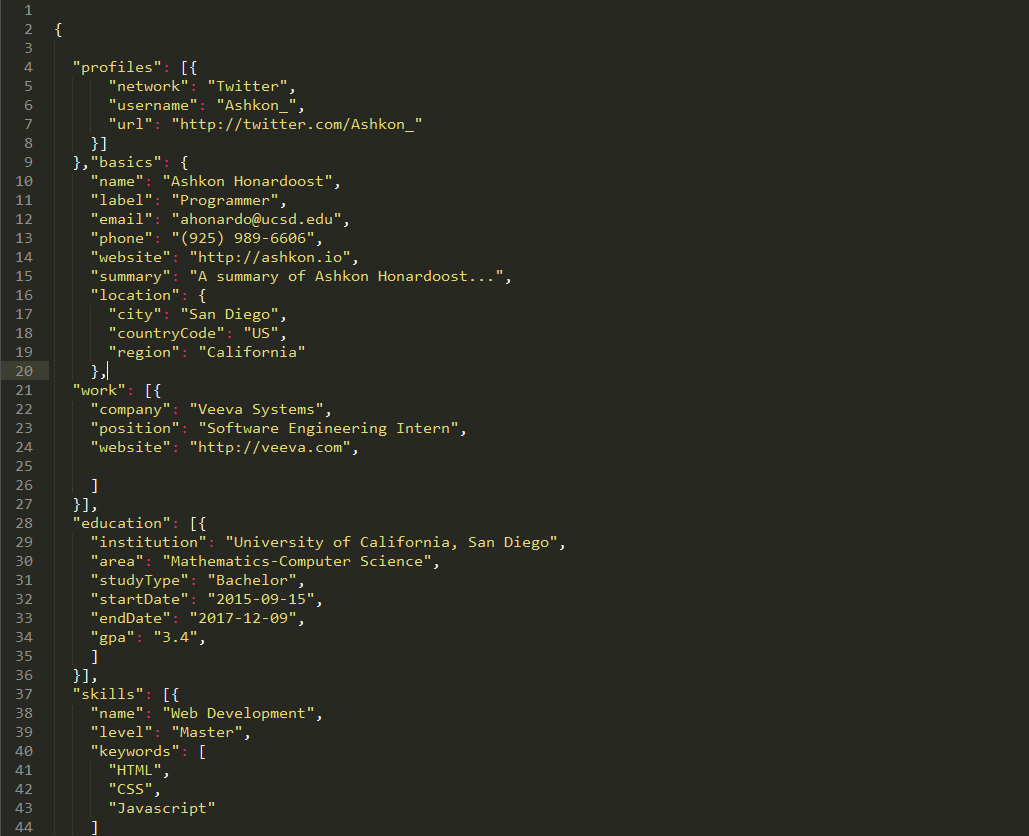 1
2 {
3
4 "profiles": [{
5 "network": "Twitter",
6 "username": "Ashkon_",
7 "url": "http://twitter.com/Ashkon_"
8 }]
9 },"basics": {
10 "name": "Ashkon Honardoost",
11 "label": "Programmer",
12 "email": "ahonardo@ucsd.edu",
13 "phone": "(925) 989-6606",
14 "website": "http://ashkon.io",
15 "summary": "A summary of Ashkon Honardoost...",
16 "location": {
17 "city": "San Diego",
18 "countryCode": "US",
19 "region": "California"
20 },
21 "work": [{
22 "company": "Veeva Systems",
23 "position": "Software Engineering Intern",
24 "website": "http://veeva.com",
25
26 ]
27 }],
28 "education": [{
29 "institution": "University of California, San Diego",
30 "area": "Mathematics-Computer Science",
31 "studyType": "Bachelor",
32 "startDate": "2015-09-15",
33 "endDate": "2017-12-09",
34 "gpa": "3.4",
35 ]
36 }],
37 "skills": [{
38 "name": "Web Development",
39 "level": "Master",
40 "keywords": [
41 "HTML",
42 "CSS",
43 "Javascript"
44 ]